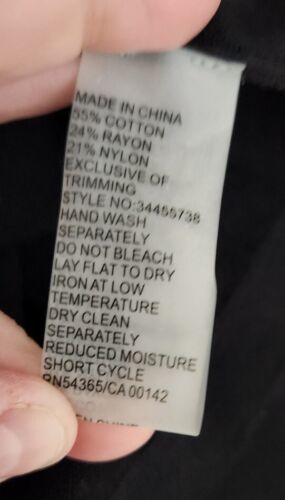 MADE IN CHINA
55% COTTON
24% RAYON
21% NYLON
EXCLUSIVE OF
TRIMMING
STYLE NO:34455738
HAND WASH
SEPARATELY
DO NOT BLEACH
LAY FLAT TO DRY
IRON AT LOW
TEMPERATURE
DRY CLEAN
SEPARATELY
REDUCED MOISTURE
SHORT CYCLE
RN54365/CA 00142